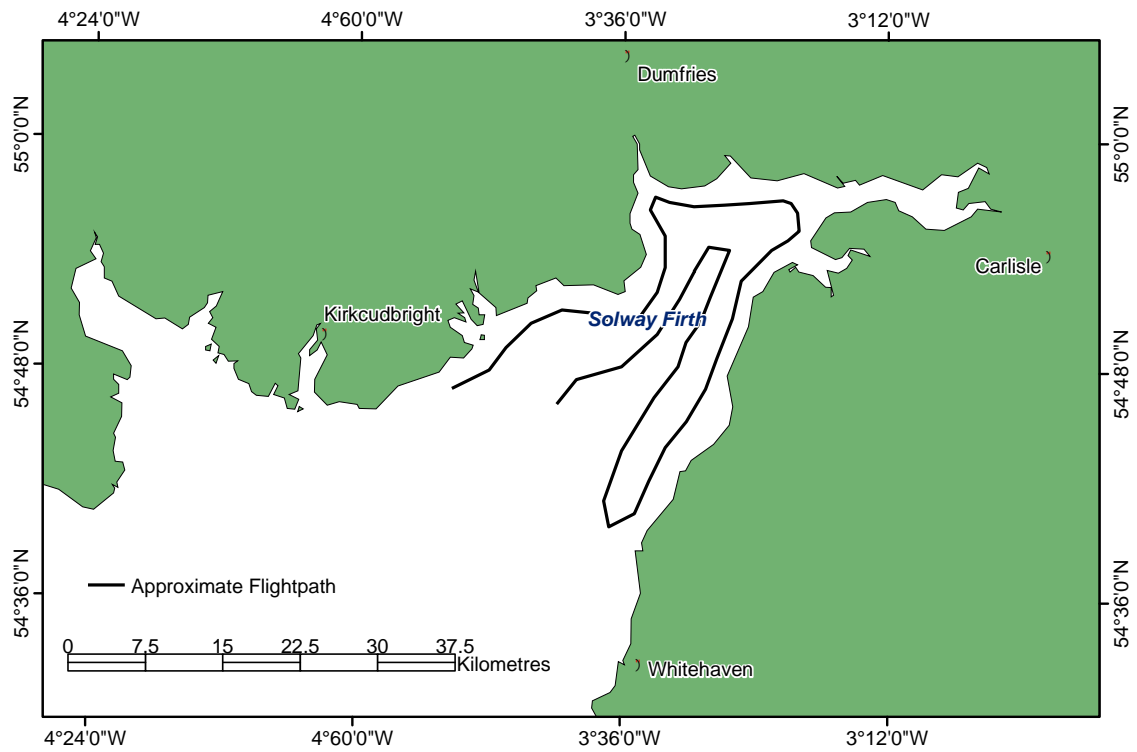 4°24'0"W 4°60'0"W 3°36'0"W 3°12'0"W
Dumfries
55°0'0"N 55°0'0"N
Carlisle
Kirkcudbright
Solway Firth
54°48'0"N 54°48'0"N
54°36'0"N 54°36'0"N
Approximate Flightpath
0 7.5 15 22.5 30 37.5
Kilometres
Whitehaven
4°24'0"W 4°60'0"W 3°36'0"W 3°12'0"W